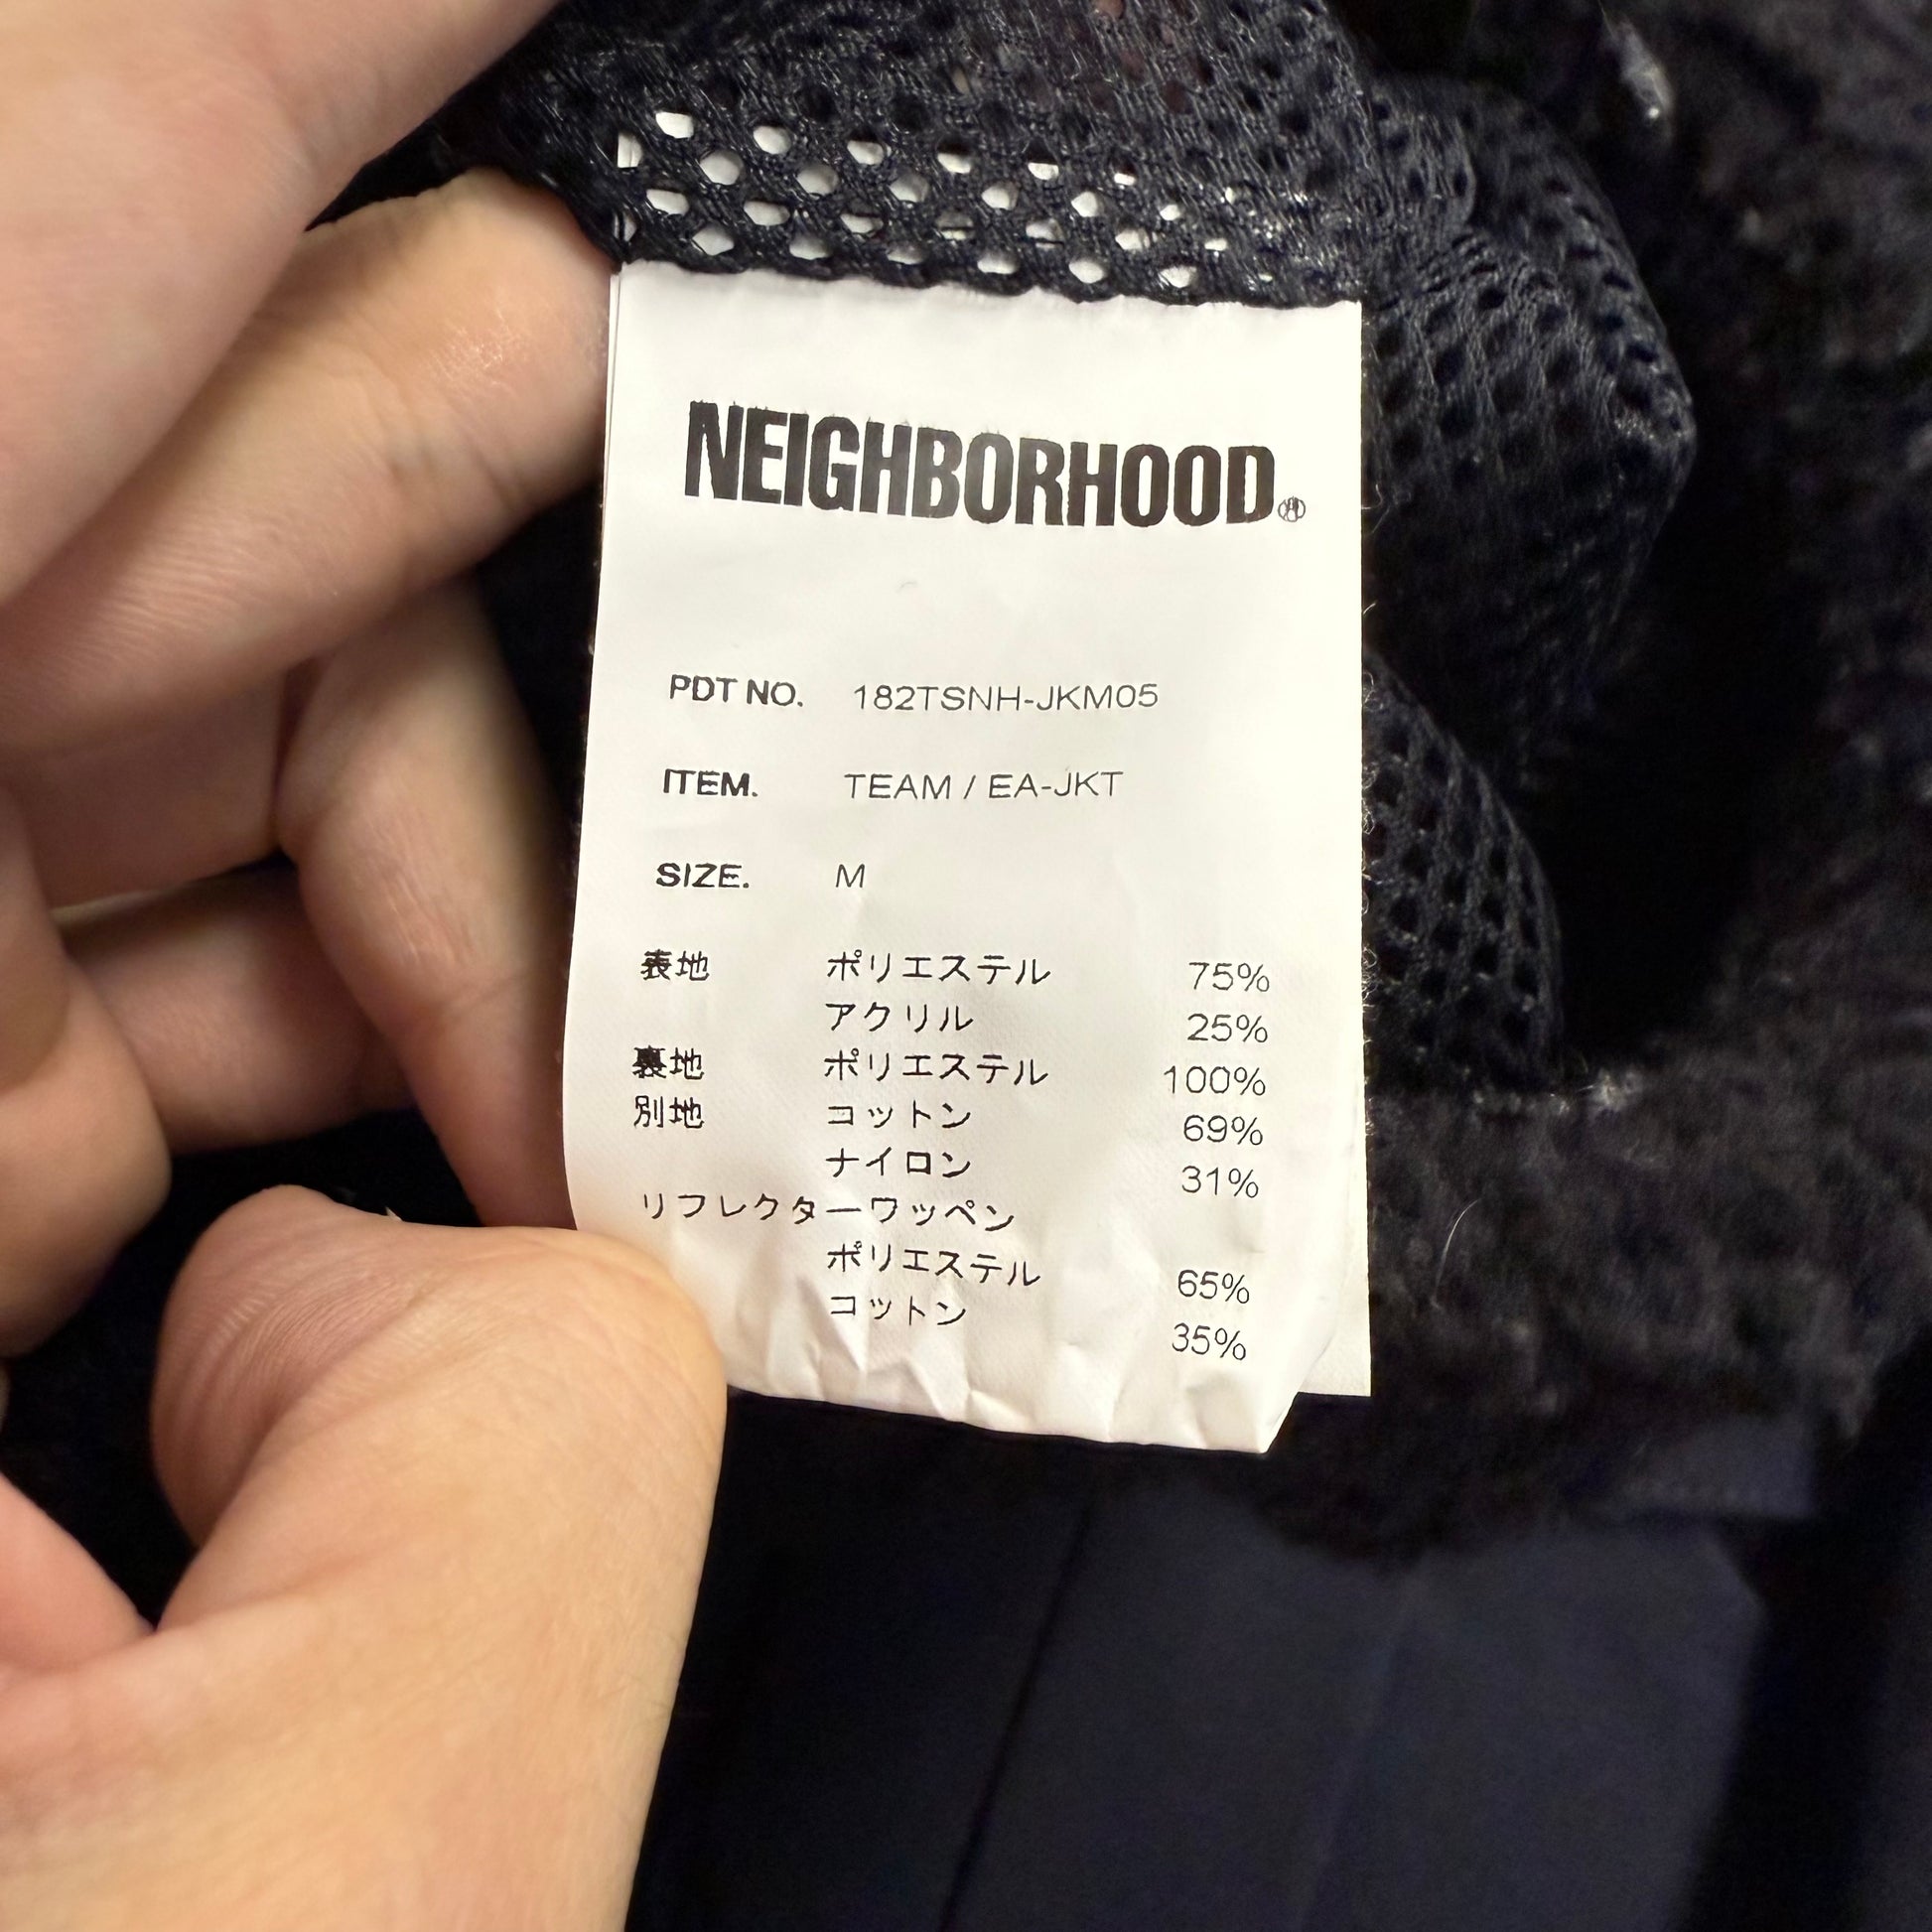 NEIGHBORHOOD®
PDT NO. 182TSNH-JKM05
ITEM. TEAM / EA-JKT
SIZE. M
表地 ポリエステル 75%
アクリル 25%
裏地 ポリエステル 100%
別地 コットン 69%
ナイロン 31%
リフレクターワッペン
ポリエステル 65%
コットン 35%